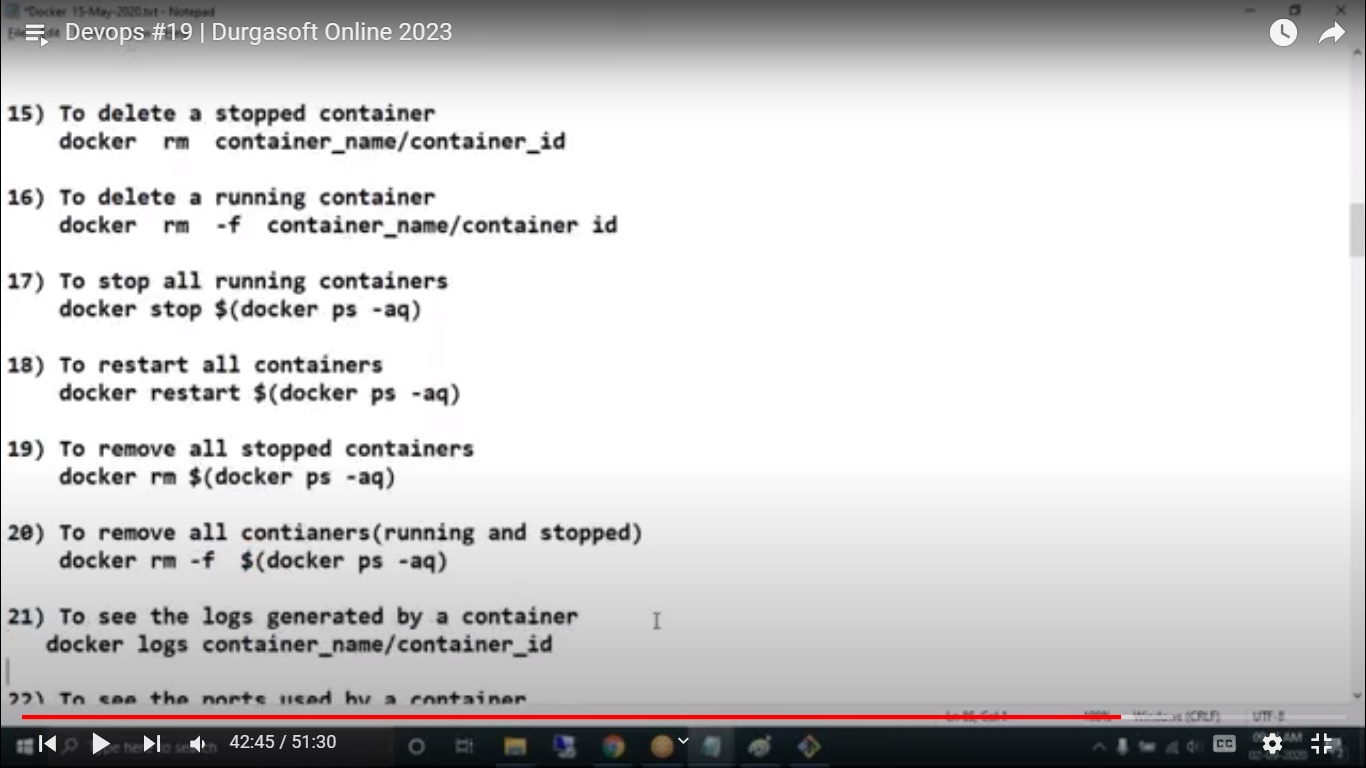 *Docker 15-May-2020.txt - Notepad
Devops #19 | Durgasoft Online 2023
15) To delete a stopped container
docker rm container_name/container_id
16) To delete a running container
docker rm -f container_name/container id
17) To stop all running containers
docker stop $(docker ps -aq)
18) To restart all containers
docker restart $(docker ps -aq)
19) To remove all stopped containers
docker rm $(docker ps -aq)
20) To remove all contianers(running and stopped)
docker rm -f $(docker ps -aq)
21) To see the logs generated by a container
docker logs container_name/container_id
22) To see the ports used by a container
100% Windows (CRLF) UTF-8
42:45 / 51:30
CC
02-09-2020